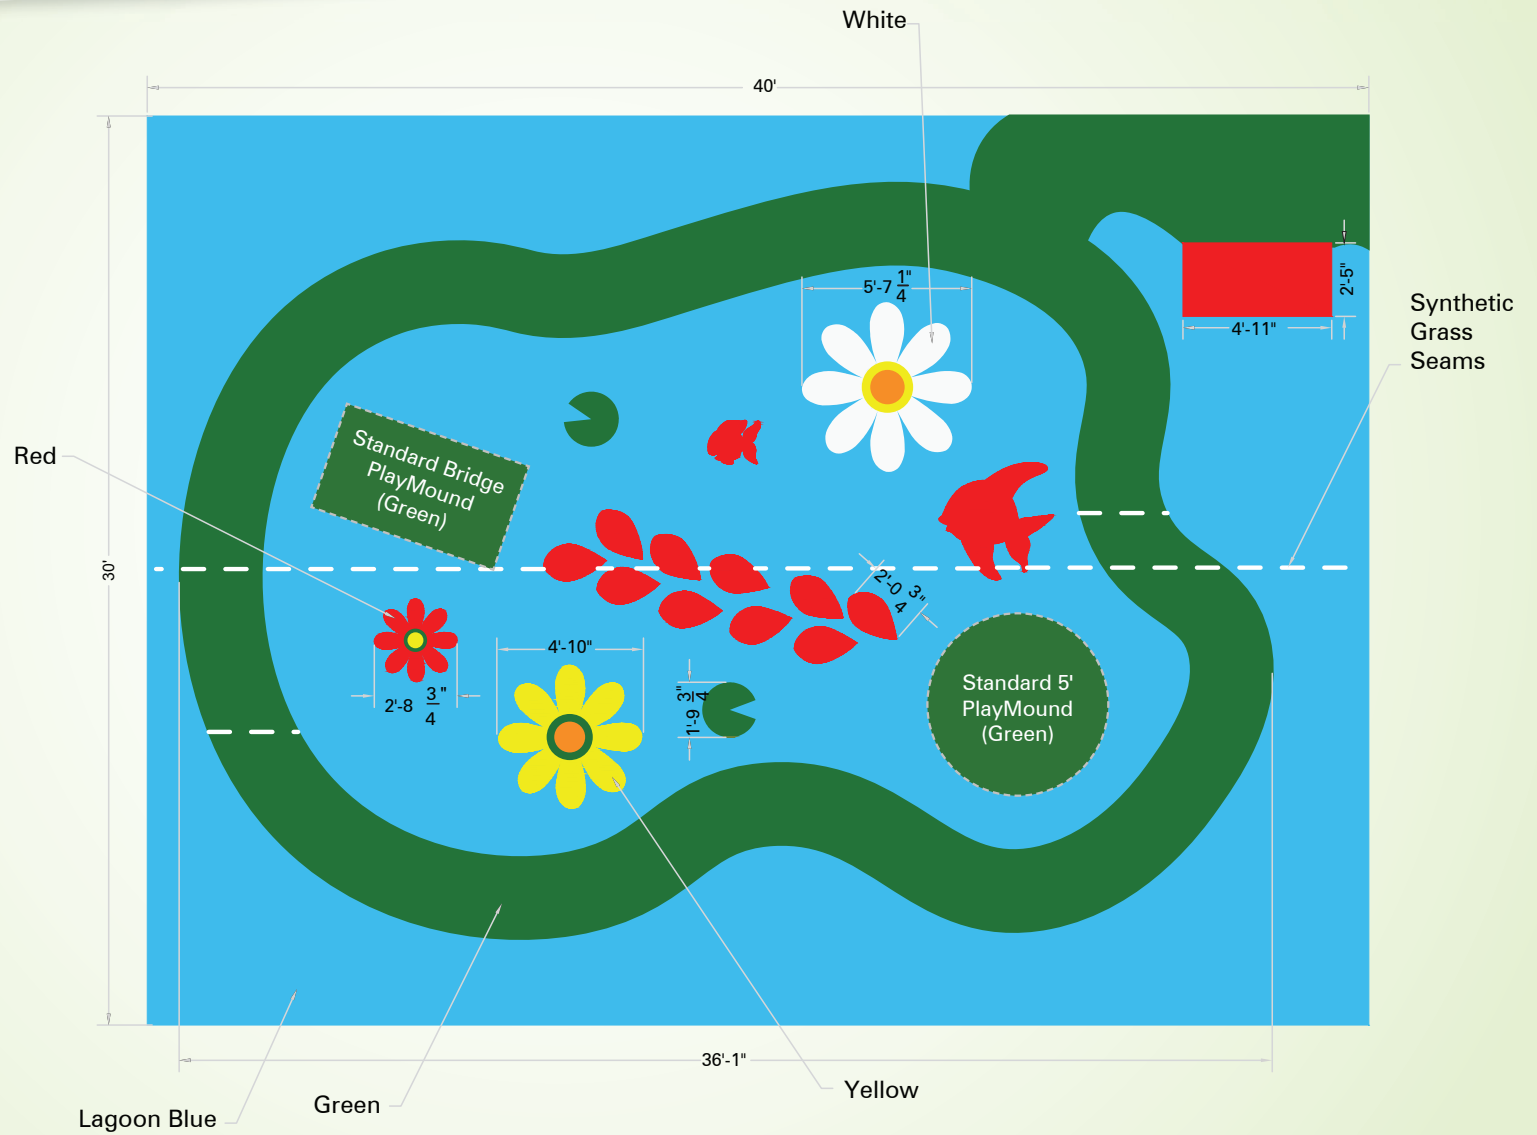 White
40'
5'-7 1/4"
2'-5"
4'-11"
Synthetic
Grass
Seams
Standard Bridge
PlayMound
(Green)
Red
30'
2'-0 3/4"
4'-10"
2'-8 3/4"
1'-9 3/4"
Standard 5'
PlayMound
(Green)
36'-1"
Yellow
Green
Lagoon Blue